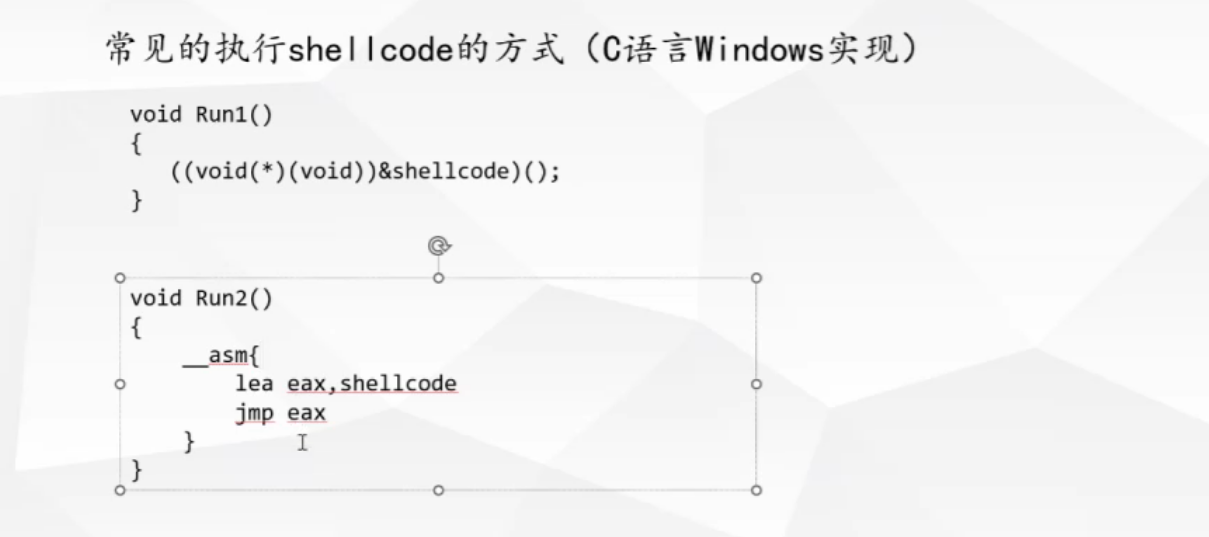 常见的执行shellcode的方式（C语言Windows实现）
void Run1()
{
((void(*)(void))&shellcode)();
}
void Run2()
{
__asm{
lea eax,shellcode
jmp eax
}
}